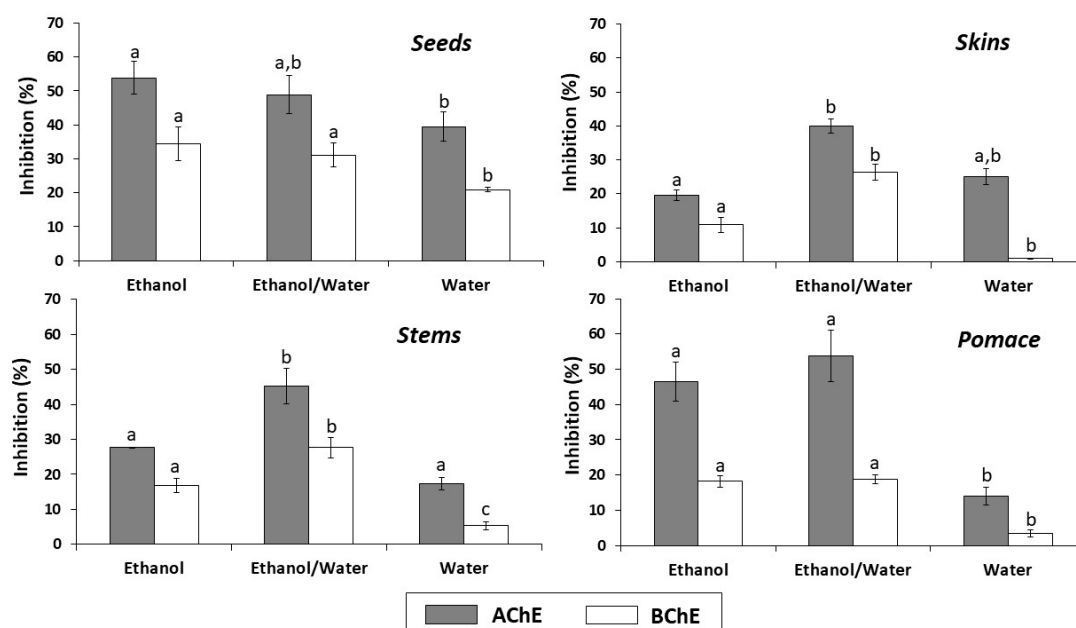 Seeds
Inhibition (%)
70
60
50
40
30
20
10
0
a
a
a,b
a
b
b
Ethanol
Ethanol/Water
Water
Skins
Inhibition (%)
70
60
50
40
30
20
10
0
a
a
b
b
a,b
b
Ethanol
Ethanol/Water
Water
Stems
Inhibition (%)
70
60
50
40
30
20
10
0
a
a
b
b
a
c
Ethanol
Ethanol/Water
Water
Pomace
Inhibition (%)
70
60
50
40
30
20
10
0
a
a
a
a
b
b
Ethanol
Ethanol/Water
Water
AChE BChE